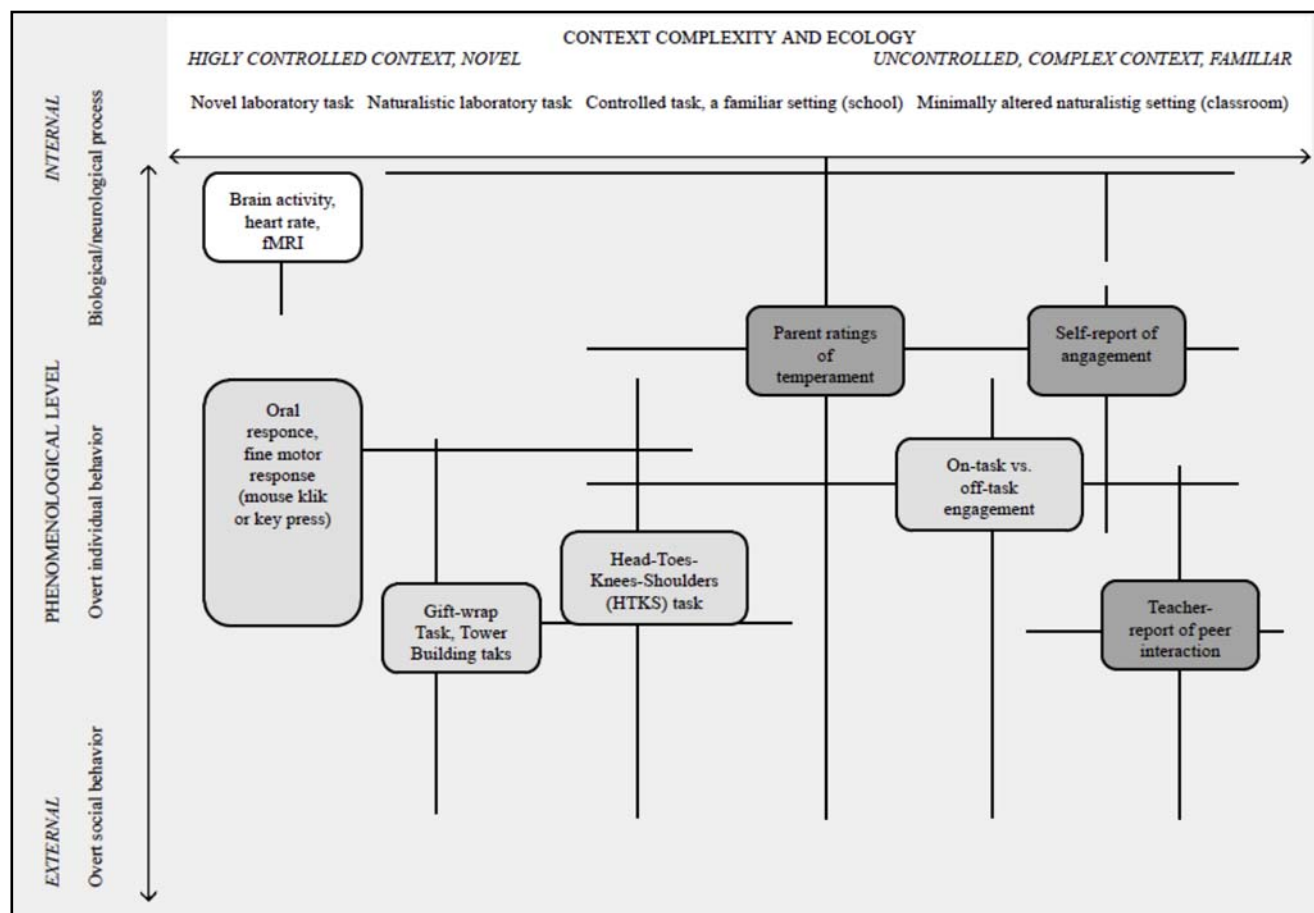 CONTEXT COMPLEXITY AND ECOLOGY
HIGLY CONTROLLED CONTEXT, NOVEL
UNCONTROLLED, COMPLEX CONTEXT, FAMILIAR
Novel laboratory task
Naturalistic laboratory task
Controlled task, a familiar setting (school)
Minimally altered naturalistig setting (classroom)
INTERNAL
PHENOMENOLOGICAL LEVEL
EXTERNAL
Biological/neurological process
Overt individual behavior
Overt social behavior
Brain activity,
heart rate,
fMRI
Parent ratings
of
temperament
Self-report of
angagement
Oral
responce,
fine motor
response
(mouse klik
or key press)
On-task vs.
off-task
engagement
Head-Toes-
Knees-Shoulders
(HTKS) task
Gift-wrap
Task, Tower
Building taks
Teacher-
report of peer
interaction